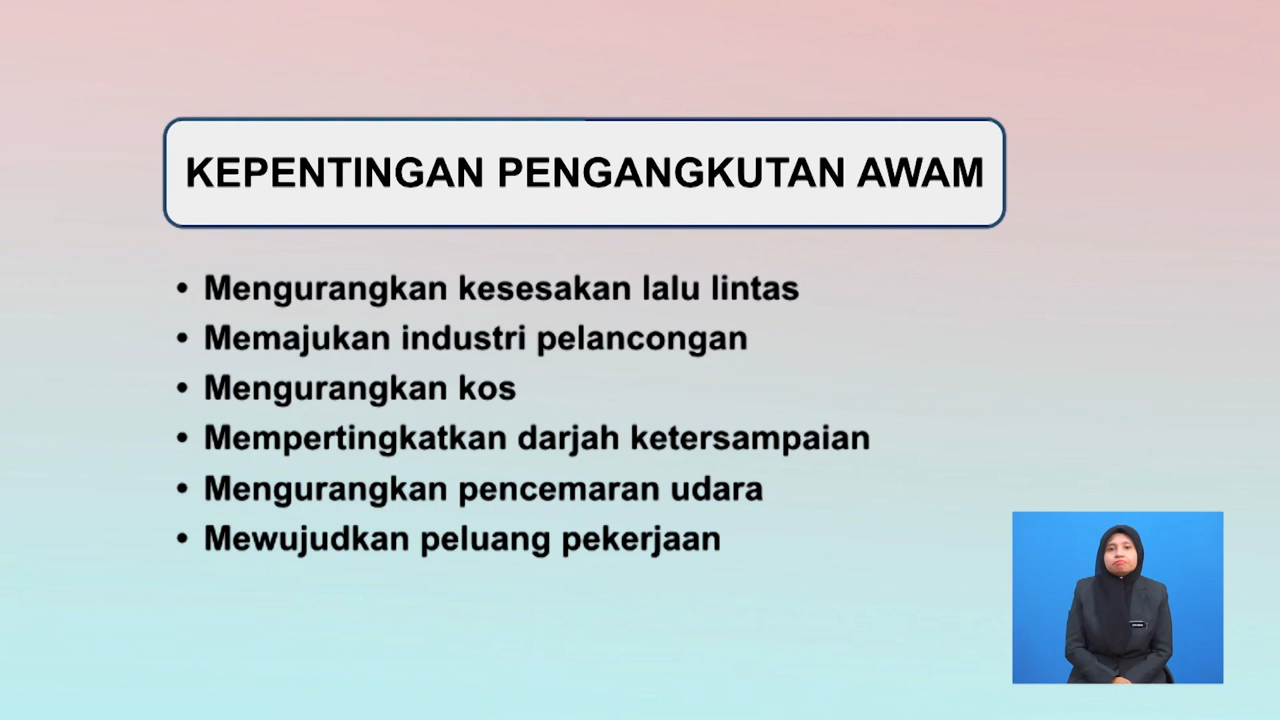 KEPENTINGAN PENGANGKUTAN AWAM
• Mengurangkan kesesakan lalu lintas
• Memajukan industri pelancongan
• Mengurangkan kos
• Mempertingkatkan darjah ketersampaian
• Mengurangkan pencemaran udara
• Mewujudkan peluang pekerjaan